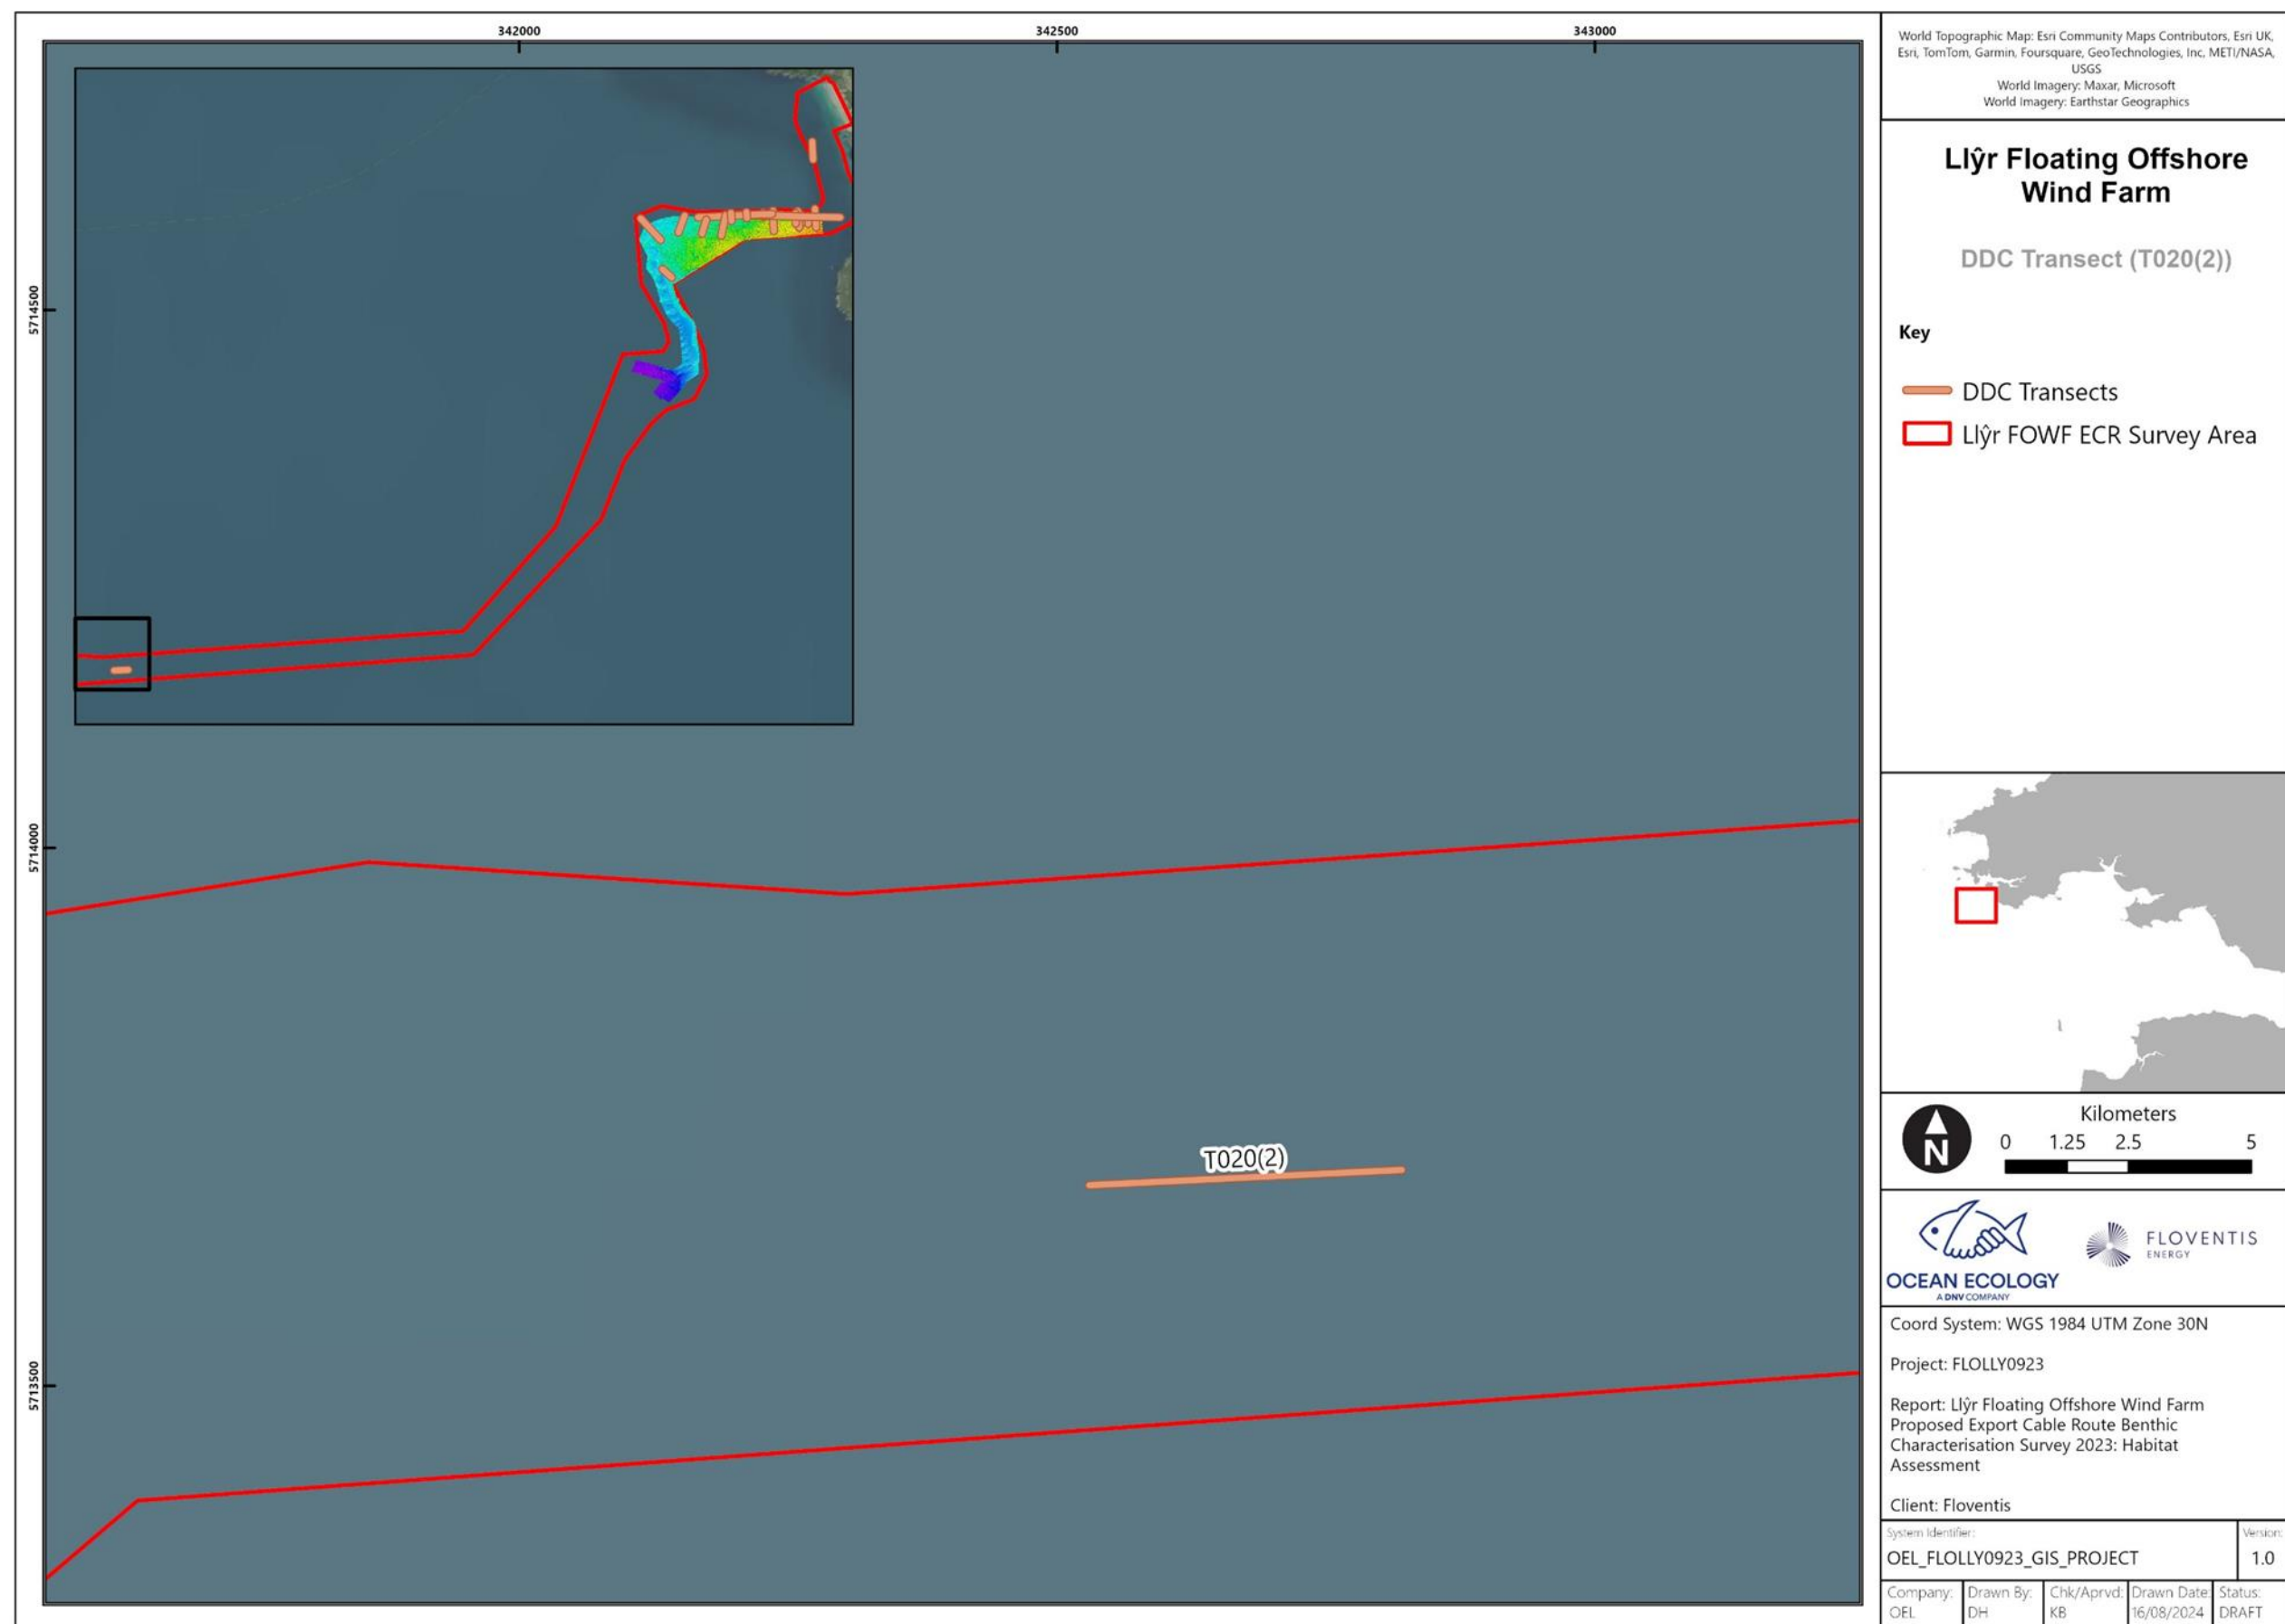 342000
342500
343000
5714500
5714000
5713500
T020(2)
World Topographic Map: Esri Community Maps Contributors, Esri UK,
Esri, TomTom, Garmin, Foursquare, GeoTechnologies, Inc, METI/NASA,
USGS
World Imagery: Maxar, Microsoft
World Imagery: Earthstar Geographics
Llŷr Floating Offshore
Wind Farm
DDC Transect (T020(2))
Key
DDC Transects
Llŷr FOWF ECR Survey Area
Kilometers
0 1.25 2.5 5
N
OCEAN ECOLOGY
A DNV COMPANY
FLOVENTIS
ENERGY
Coord System: WGS 1984 UTM Zone 30N
Project: FLOLLY0923
Report: Llŷr Floating Offshore Wind Farm
Proposed Export Cable Route Benthic
Characterisation Survey 2023: Habitat
Assessment
Client: Floventis
System Identifier: Version:
OEL_FLOLLY0923_GIS_PROJECT 1.0
Company: Drawn By: Chk/Aprvd: Drawn Date: Status:
OEL DH KB 16/08/2024 DRAFT